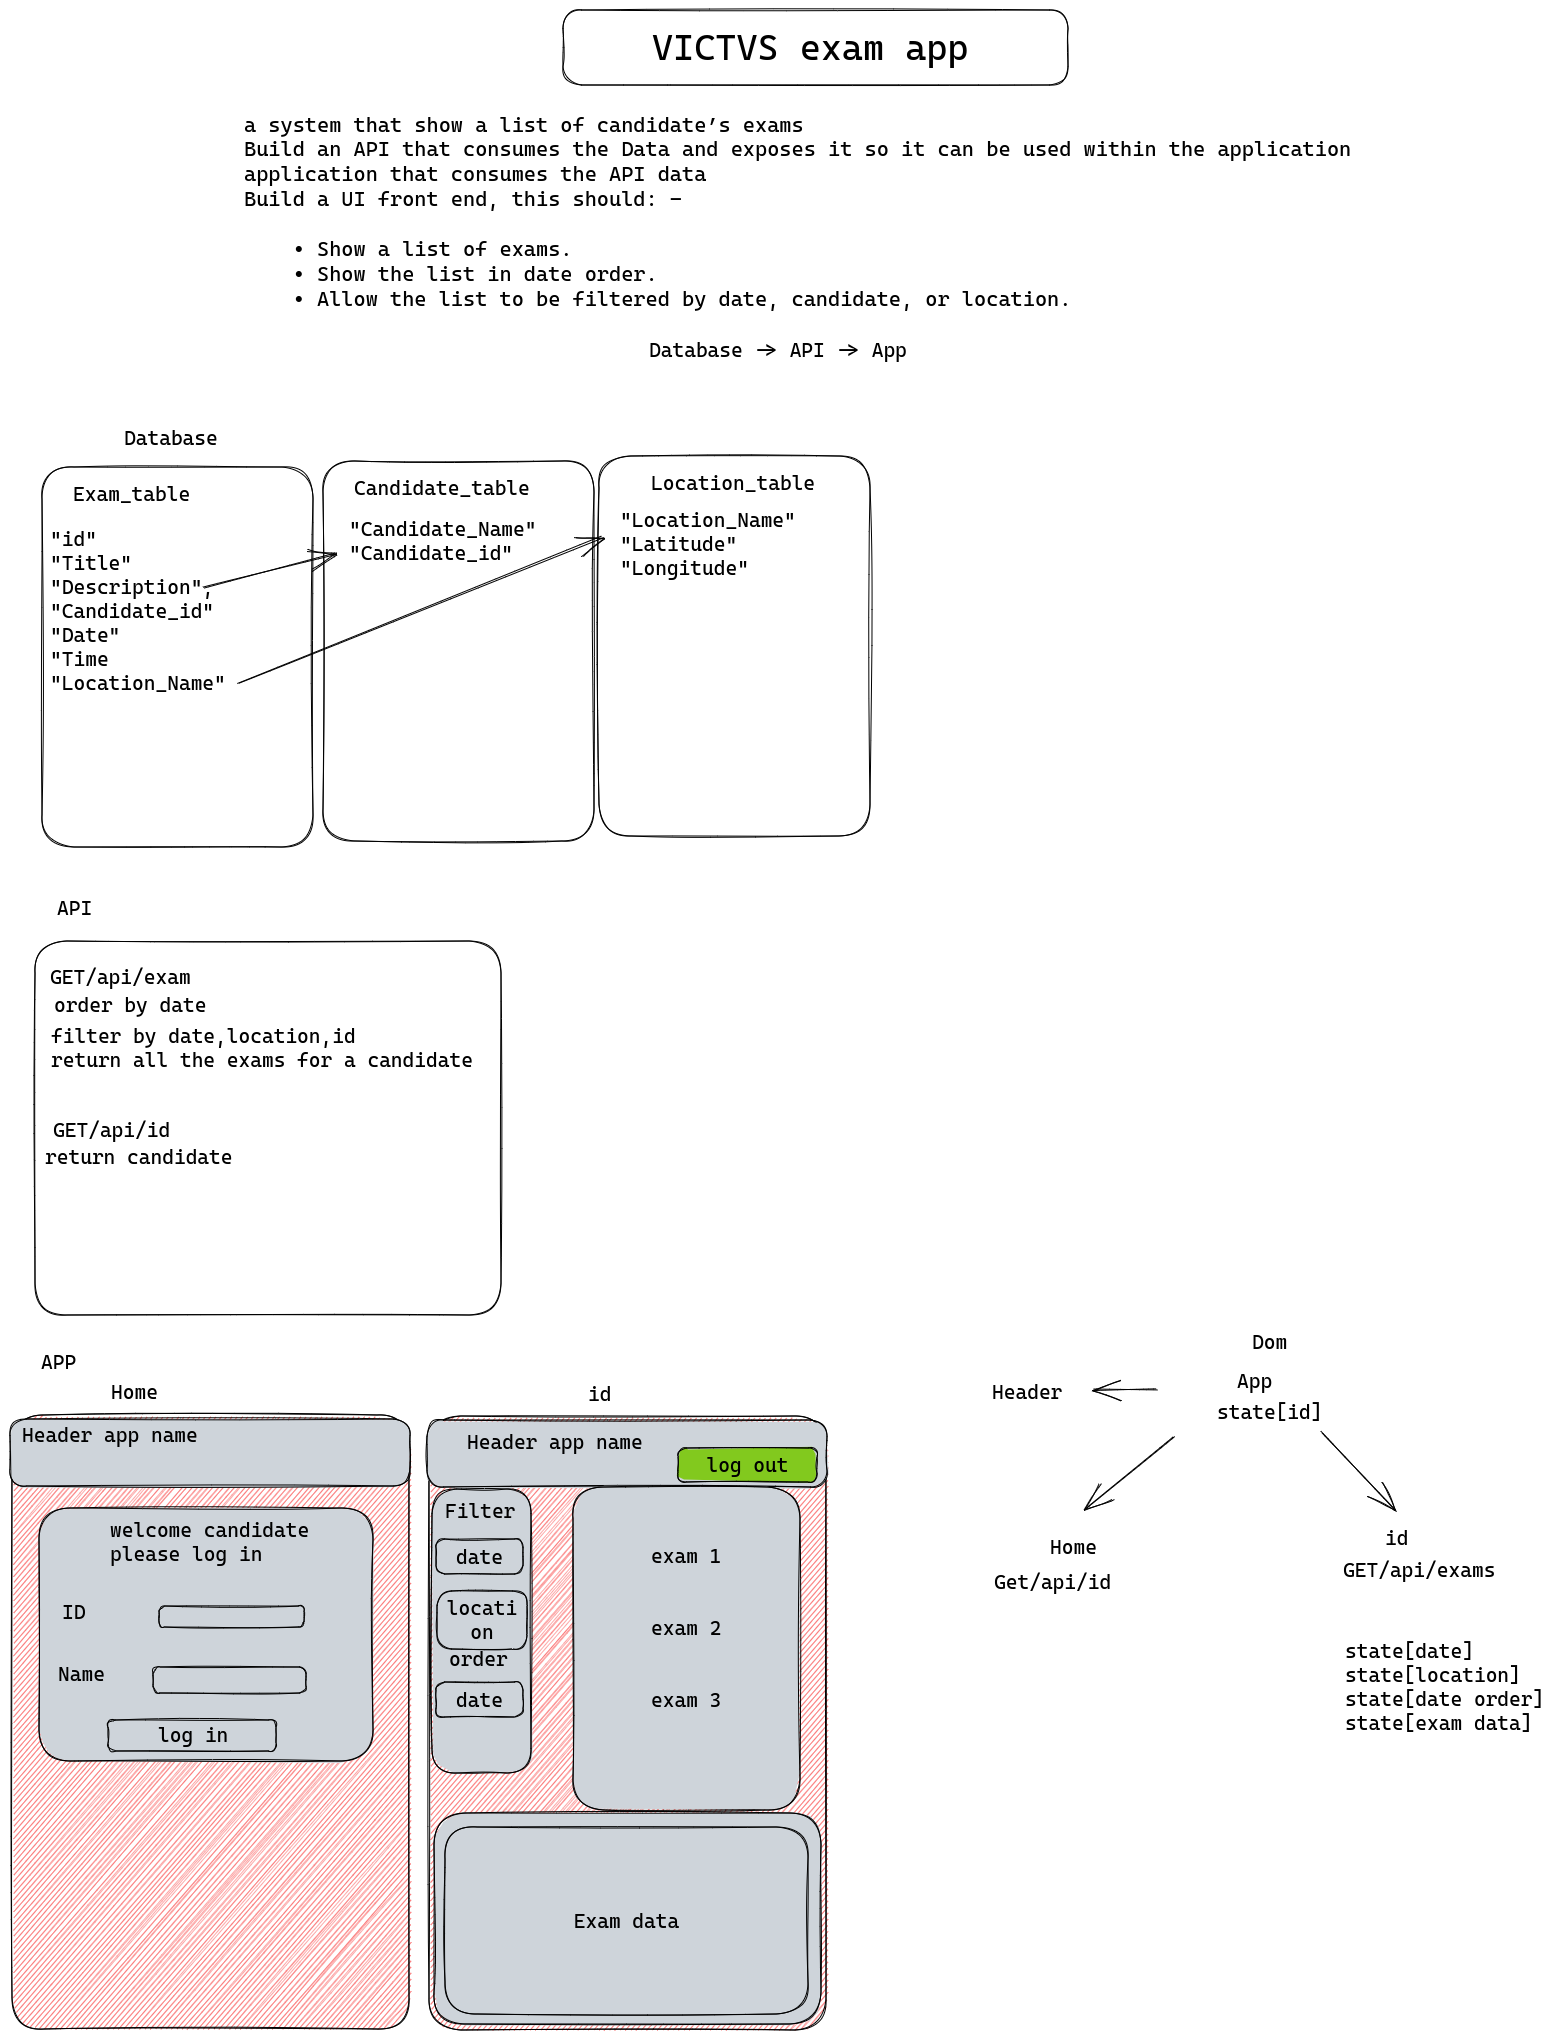 VICTVS exam app
a system that show a list of candidate’s exams
Build an API that consumes the Data and exposes it so it can be used within the application
application that consumes the API data
Build a UI front end, this should: –
• Show a list of exams.
• Show the list in date order.
• Allow the list to be filtered by date, candidate, or location.
Database -> API -> App
Database
Exam_table
"id"
"Title"
"Description",
"Candidate_id"
"Date"
"Time
"Location_Name"
Candidate_table
"Candidate_Name"
"Candidate_id"
Location_table
"Location_Name"
"Latitude"
"Longitude"
API
GET/api/exam
order by date
filter by date,location,id
return all the exams for a candidate
GET/api/id
return candidate
APP
Home
Header app name
welcome candidate
please log in
ID
Name
log in
id
Header app name
log out
Filter
date
locati
on
order
date
exam 1
exam 2
exam 3
Exam data
Dom
App
state[id]
Header
Home
Get/api/id
id
GET/api/exams
state[date]
state[location]
state[date order]
state[exam data]